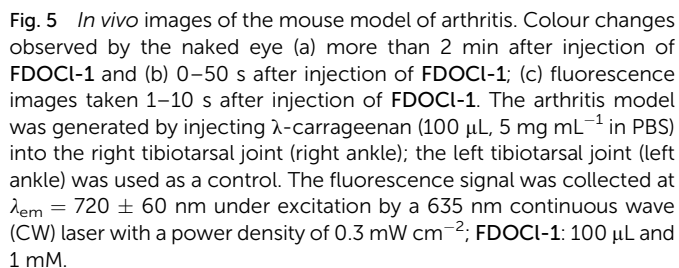 Fig. 5 In vivo images of the mouse model of arthritis. Colour changes
observed by the naked eye (a) more than 2 min after injection of
FDOCl-1 and (b) 0–50 s after injection of FDOCl-1; (c) fluorescence
images taken 1–10 s after injection of FDOCl-1. The arthritis model
was generated by injecting λ-carrageenan (100 μL, 5 mg mL⁻¹ in PBS)
into the right tibiotarsal joint (right ankle); the left tibiotarsal joint (left
ankle) was used as a control. The fluorescence signal was collected at
λem = 720 ± 60 nm under excitation by a 635 nm continuous wave
(CW) laser with a power density of 0.3 mW cm⁻²; FDOCl-1: 100 μL and
1 mM.